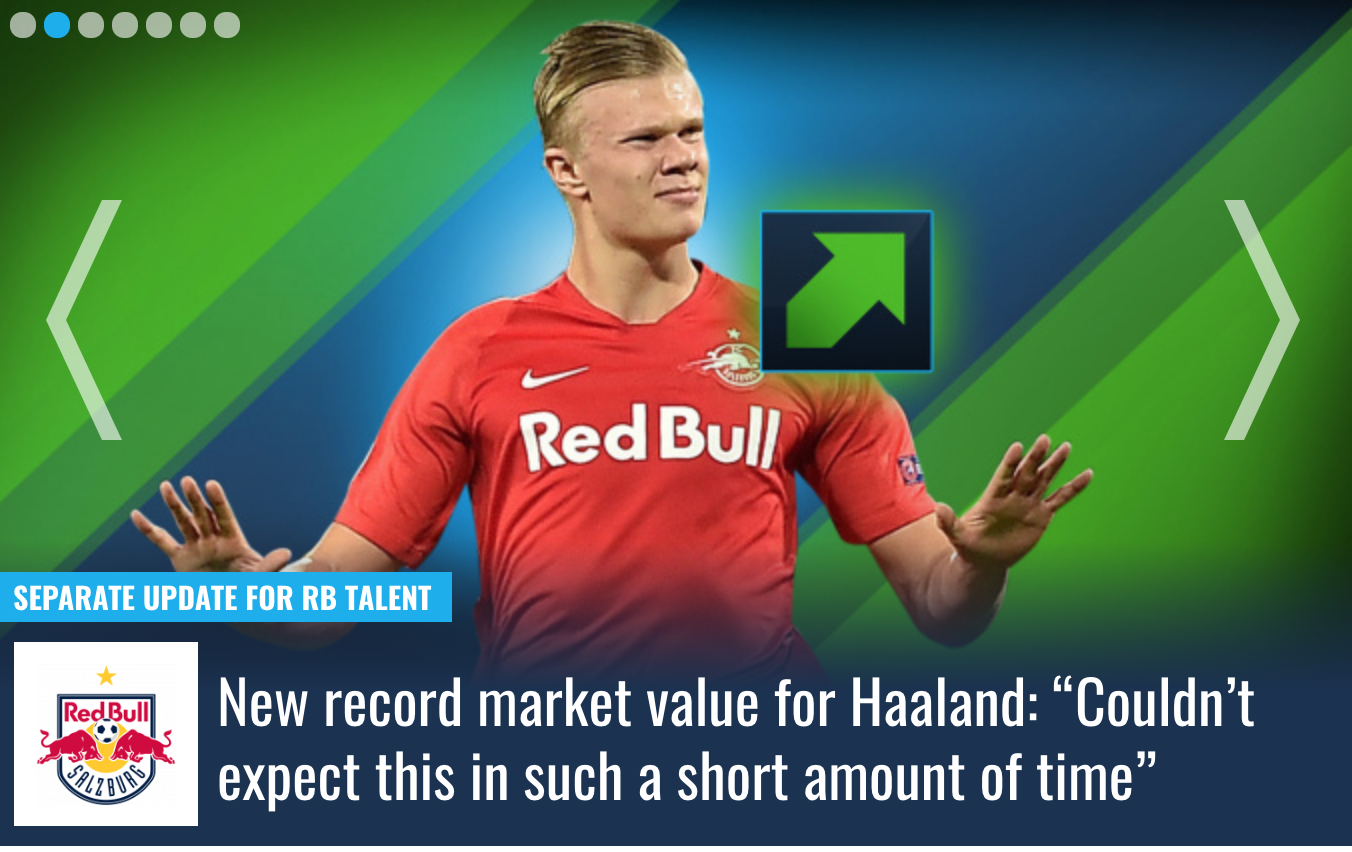 Red Bull
SEPARATE UPDATE FOR RB TALENT
Red Bull
SALZBURG
New record market value for Haaland: “Couldn’t
expect this in such a short amount of time”